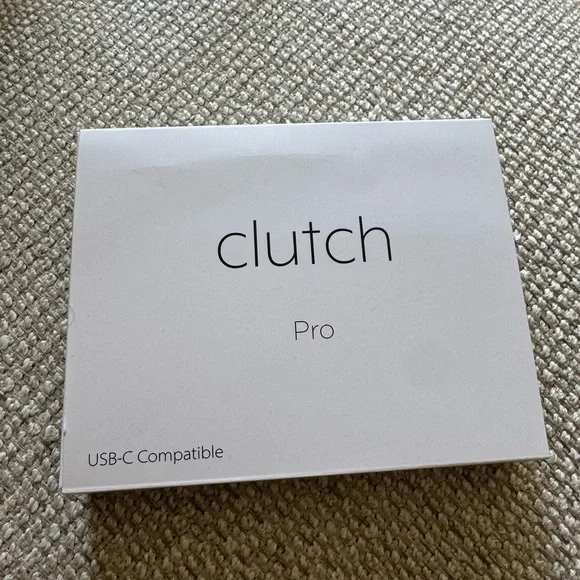 clutch
Pro
USB-C Compatible